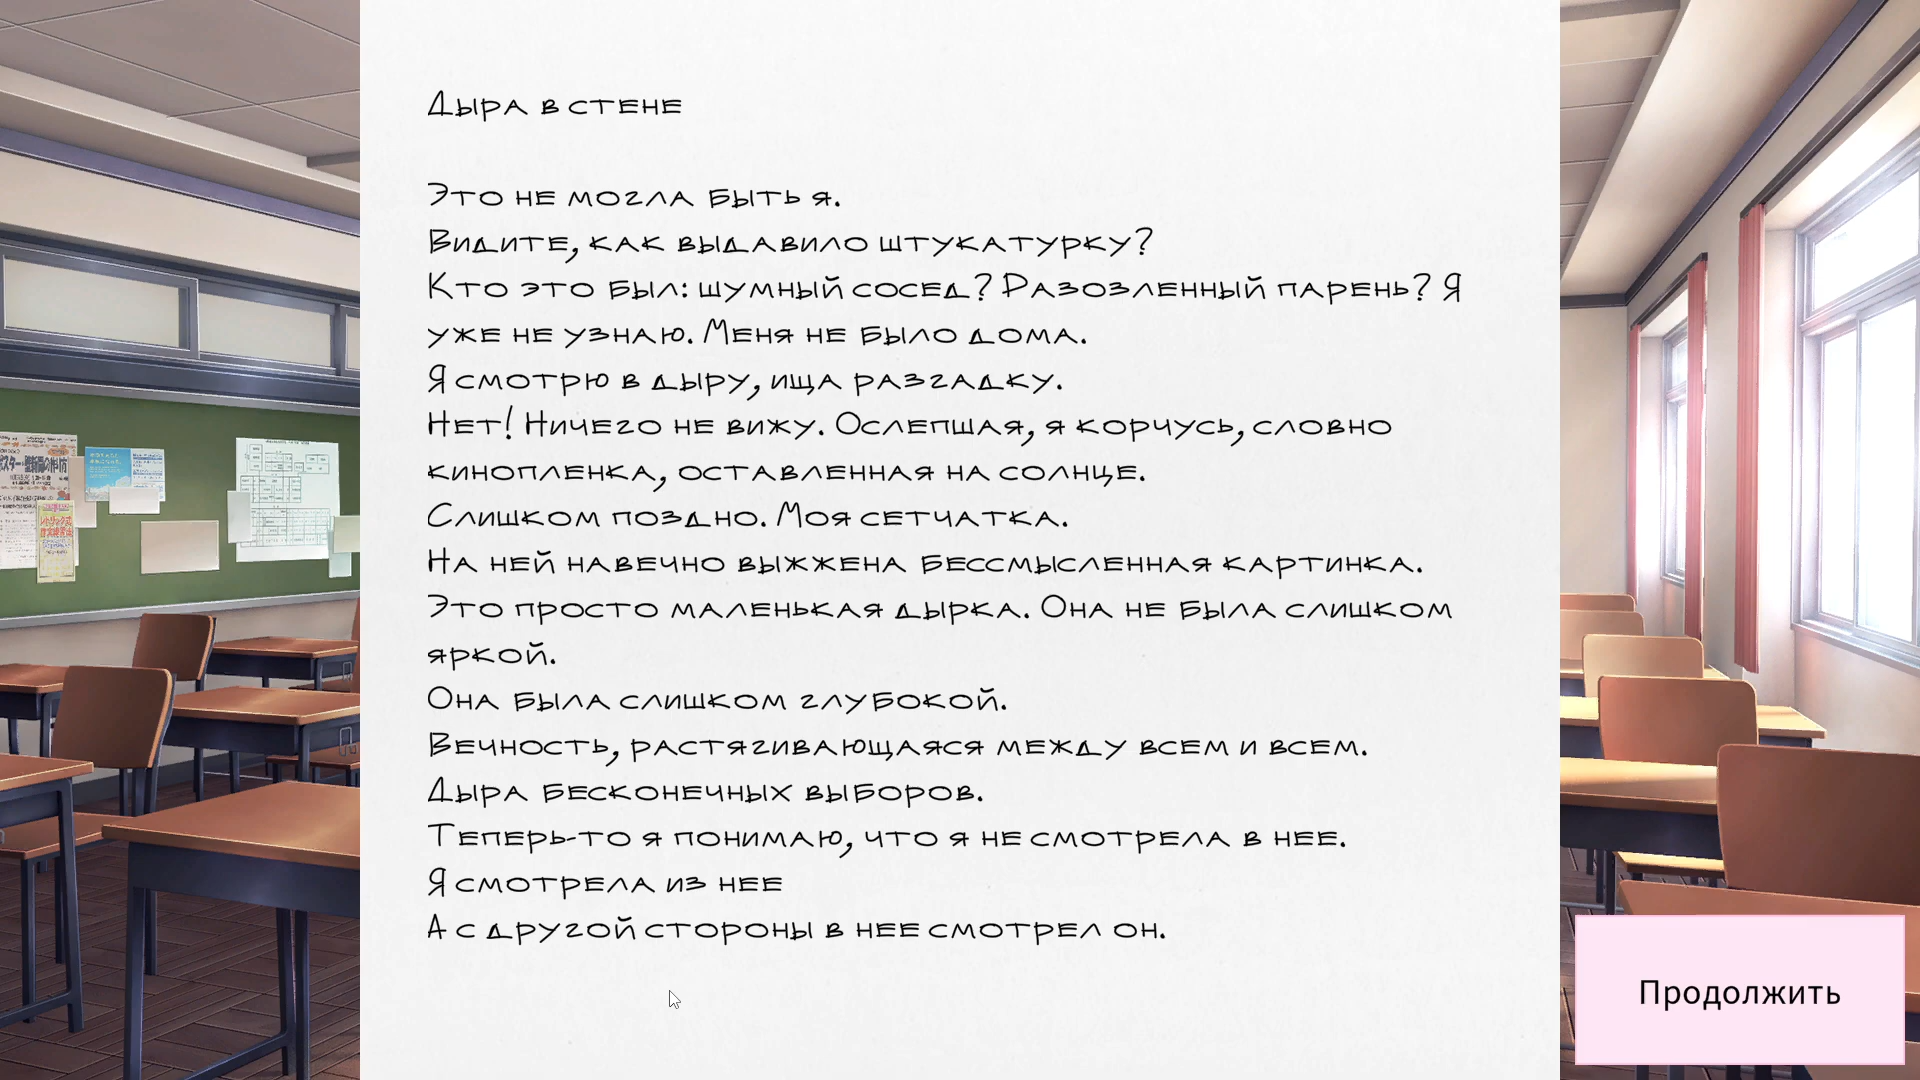 Дыра в стене
Это не могла быть я.
Видите, как выдавило штукатурку?
Кто это был: шумный сосед? Разозленный парень? Я
уже не узнаю. Меня не было дома.
Я смотрю в дыру, ища разгадку.
Нет! Ничего не вижу. Ослепшая, я корчусь, словно
кинопленка, оставленная на солнце.
Слишком поздно. Моя сетчатка.
На ней навечно выжжена бессмысленная картинка.
Это просто маленькая дырка. Она не была слишком
яркой.
Она была слишком глубокой.
Вечность, растягивающаяся между всем и всем.
Дыра бесконечных выборов.
Теперь-то я понимаю, что я не смотрела в нее.
Я смотрела из нее
А с другой стороны в нее смотрел он.
Продолжить